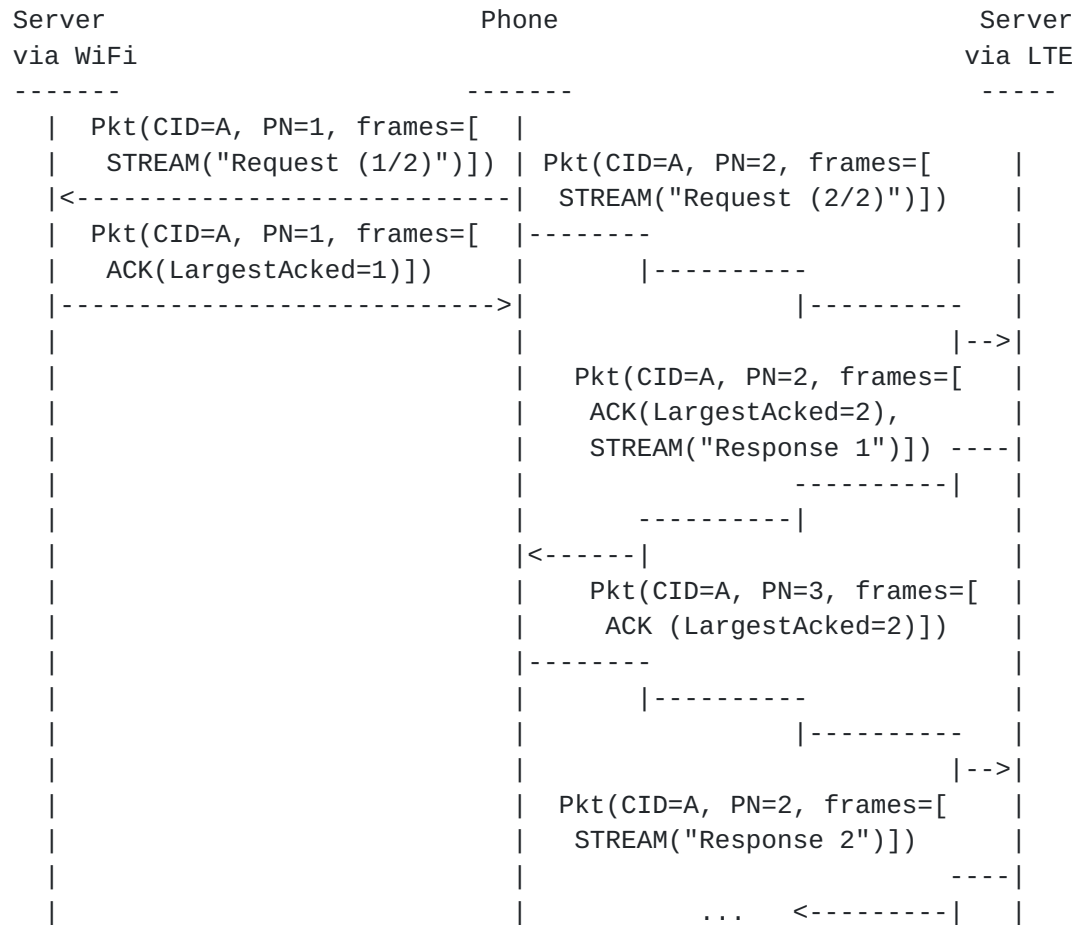 Server Phone Server
via WiFi via LTE
------- ------- -----
| Pkt(CID=A, PN=1, frames=[ |
| STREAM("Request (1/2)")]) | Pkt(CID=A, PN=2, frames=[ |
|<----------------------------| STREAM("Request (2/2)")]) |
| Pkt(CID=A, PN=1, frames=[ |-------- |
| ACK(LargestAcked=1)]) | |---------- |
|---------------------------->| |---------- |
| | |-->|
| | Pkt(CID=A, PN=2, frames=[ |
| | ACK(LargestAcked=2), |
| | STREAM("Response 1")]) ----|
| | ----------| |
| | ----------| |
| |<------| |
| | Pkt(CID=A, PN=3, frames=[ |
| | ACK (LargestAcked=2)]) |
| |-------- |
| | |---------- |
| | |---------- |
| | |-->|
| | Pkt(CID=A, PN=2, frames=[ |
| | STREAM("Response 2")]) |
| | ----|
| | ... <---------| |